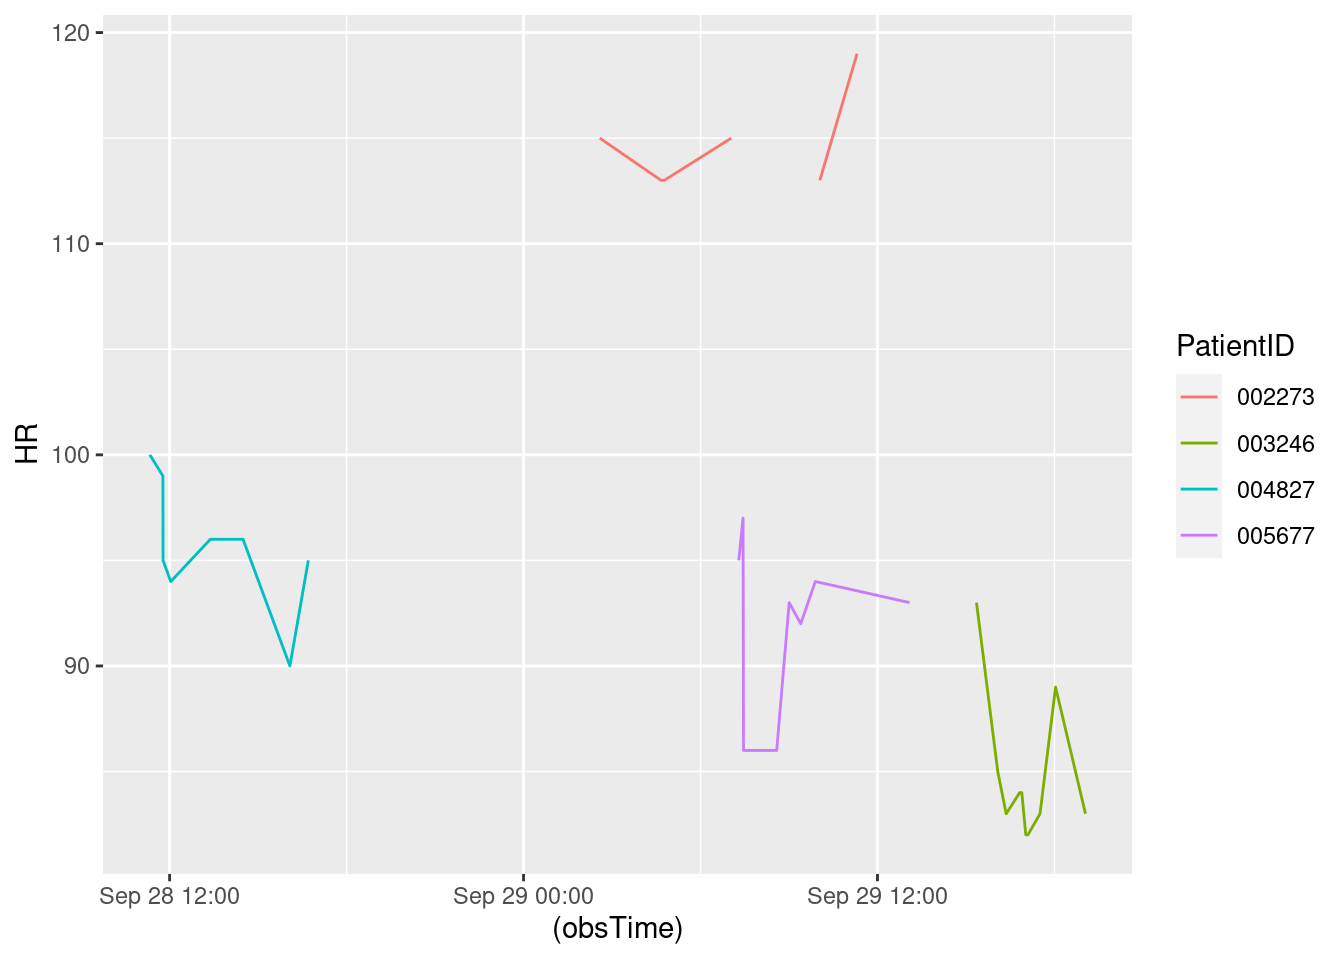 120
110
100
90
HR
Sep 28 12:00
Sep 29 00:00
Sep 29 12:00
(obsTime)
PatientID
002273
003246
004827
005677